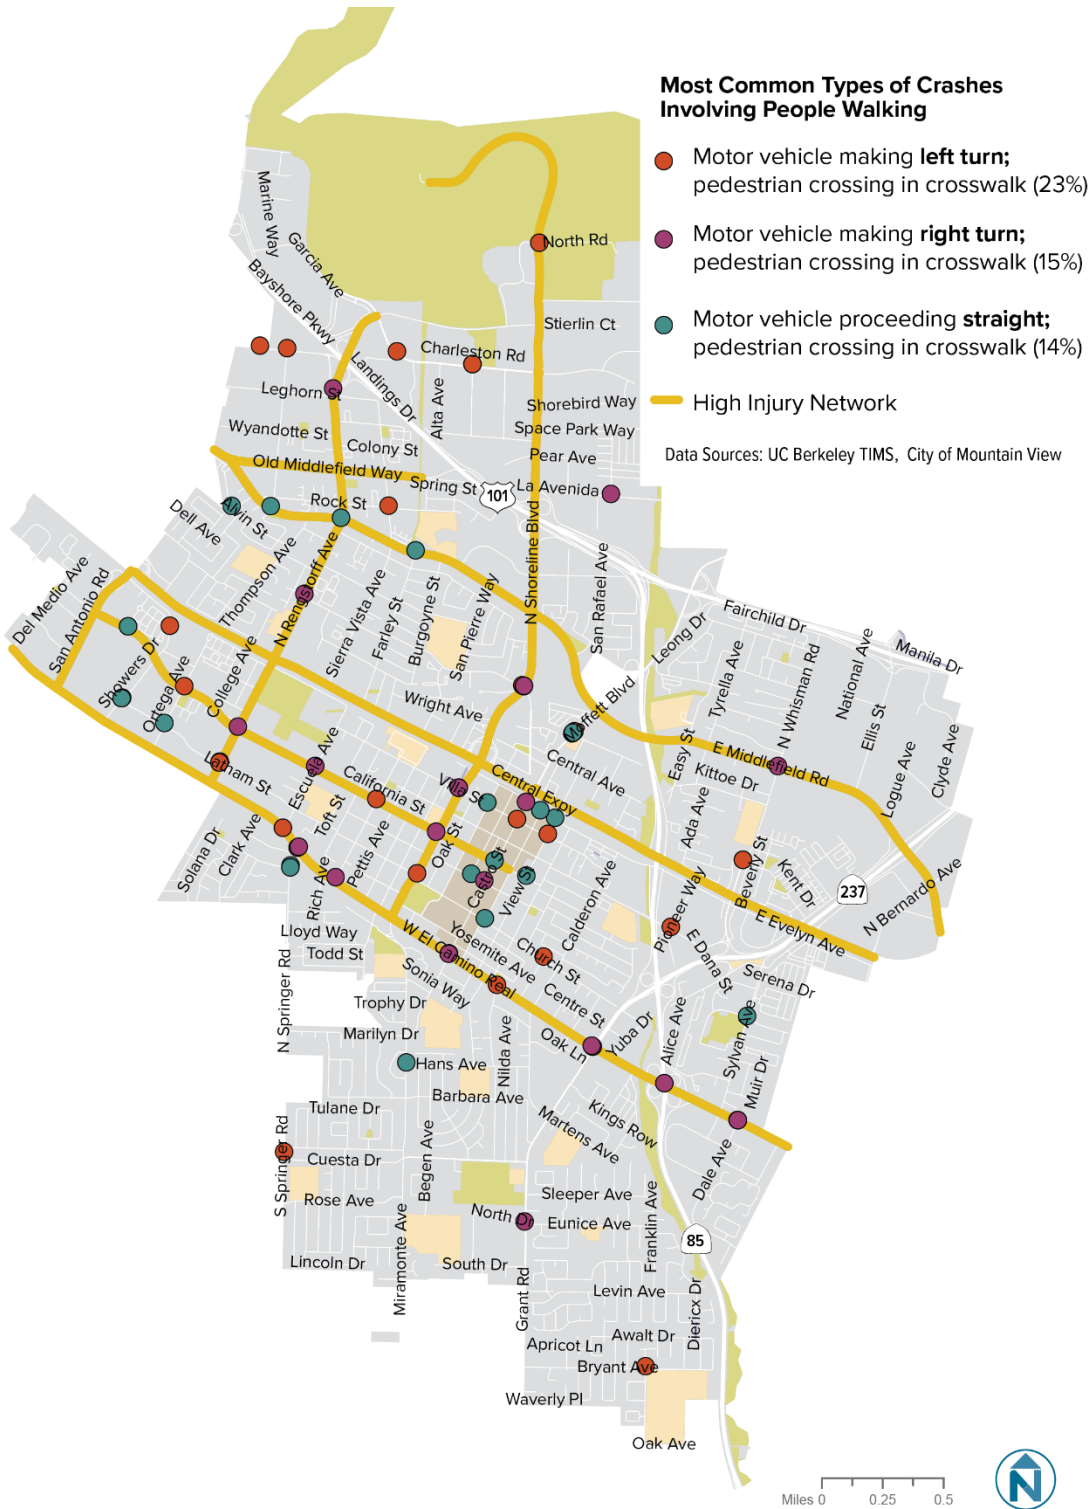 Most Common Types of Crashes
Involving People Walking
Motor vehicle making left turn;
pedestrian crossing in crosswalk (23%)
Motor vehicle making right turn;
pedestrian crossing in crosswalk (15%)
Motor vehicle proceeding straight;
pedestrian crossing in crosswalk (14%)
High Injury Network
Data Sources: UC Berkeley TIMS, City of Mountain View
Marine Way
Garcia Ave
Bayshore Pkwy
North Rd
Stierlin Ct
Charleston Rd
Landings Dr
Leghorn St
Alta Ave
Shorebird Way
Wyandotte St
Space Park Way
Colony St
Pear Ave
Old Middlefield Way
Spring St
101
La Avenida
Rock St
Alvin St
Dell Ave
N Shoreline Blvd
Thompson Ave
N Rengstorff Ave
Del Medio Ave
San Antonio Rd
Sierra Vista Ave
Farley St
Burgoyne St
San Pierre Way
San Rafael Ave
Fairchild Dr
Leong Dr
Manila Dr
Showers Dr
Ortega Ave
College Ave
Tyrella Ave
N Whisman Rd
National Ave
Ellis St
Wright Ave
Moffett Blvd
Easy St
E Middlefield Rd
Logue Ave
Clyde Ave
Latham St
Escuela Ave
California St
Villa St
Central Expy
Central Ave
Kittoe Dr
Toft St
Ada Ave
Solana Dr
Clark Ave
Pettis Ave
Oak St
Castro St
View St
Rich Ave
Calderon Ave
Pioneer Way
Beverly St
Kent Dr
237
N Bernardo Ave
E Evelyn Ave
Lloyd Way
Todd St
W El Camino Real
Yosemite Ave
Church St
E Dana St
Serena Dr
Sonia Way
Centre St
N Springer Rd
Trophy Dr
Marilyn Dr
Nilda Ave
Oak Ln
Yuba Dr
Alice Ave
Sylvan Ave
Muir Dr
Hans Ave
Barbara Ave
Tulane Dr
Martens Ave
Kings Row
S Springer Rd
Cuesta Dr
Begen Ave
Dale Ave
Rose Ave
Sleeper Ave
North Dr
Eunice Ave
Franklin Ave
Miramonte Ave
85
Lincoln Dr
South Dr
Grant Rd
Levin Ave
Diericx Dr
Awalt Dr
Apricot Ln
Bryant Ave
Waverly Pl
Oak Ave
N
Miles 0 0.25 0.5